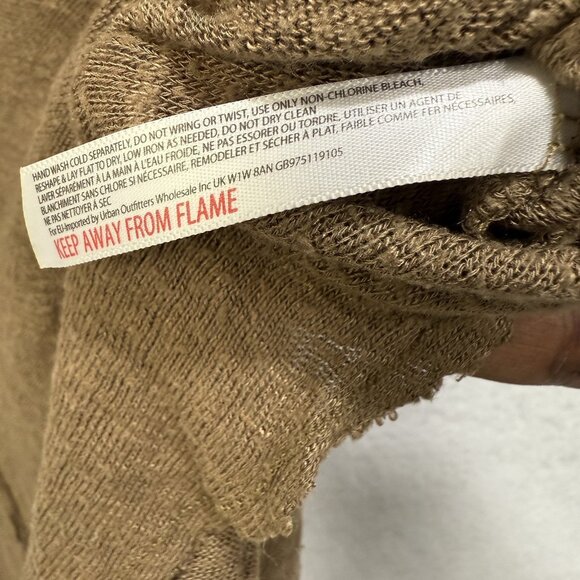 HAND WASH COLD SEPARATELY, DO NOT WRING OR TWIST, USE ONLY NON-CHLORINE BLEACH,
RESHAPE & LAY FLAT TO DRY, LOW IRON AS NEEDED, DO NOT DRY CLEAN
LAVER SÉPARÉMENT À LA MAIN À L'EAU FROIDE, NE PAS ESSORER OU TORDRE, UTILISER UN AGENT DE
BLANCHIMENT SANS CHLORE SI NÉCESSAIRE, REMODELER ET SÉCHER À PLAT, FAIBLE COMME FER NÉCESSAIRES,
NE PAS NETTOYER À SEC
For EU-Imported by Urban Outfitters Wholesale Inc UK W1W 8AN GB975119105
KEEP AWAY FROM FLAME